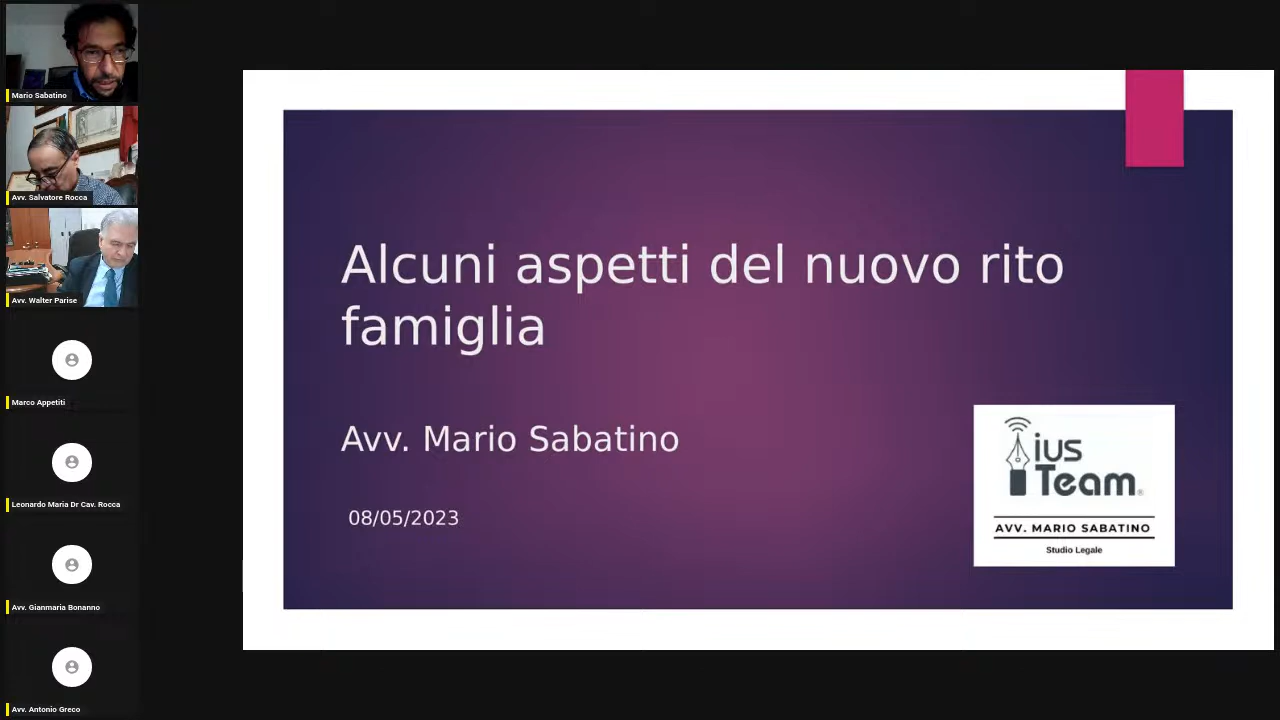 Mario Sabatino
Avv. Salvatore Rocca
Avv. Walter Parise
Marco Appetiti
Leonardo Maria Dr Cav. Rocca
Avv. Gianmaria Bonanno
Avv. Antonio Greco
Alcuni aspetti del nuovo rito
famiglia
Avv. Mario Sabatino
08/05/2023
ius
Team®
AVV. MARIO SABATINO
Studio Legale